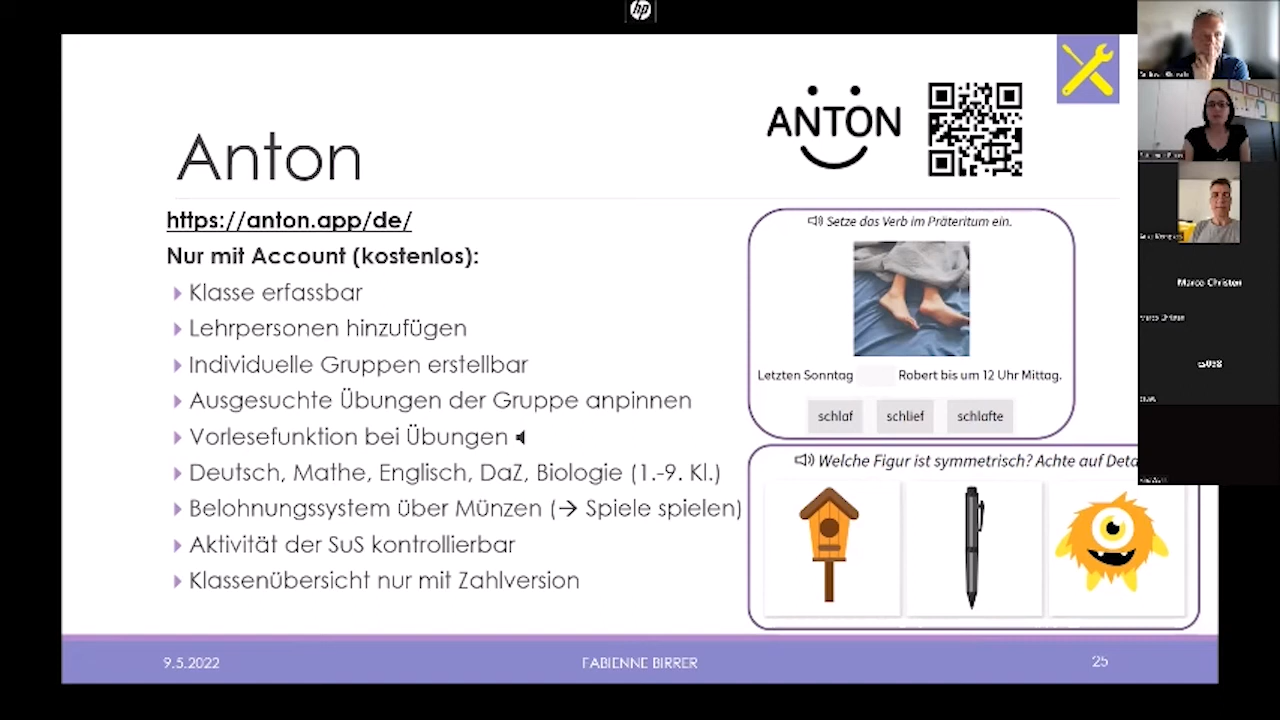 hp
ANTON
Anton
https://anton.app/de/
Nur mit Account (kostenlos):
Klasse erfassbar
Lehrpersonen hinzufügen
Individuelle Gruppen erstellbar
Ausgesuchte Übungen der Gruppe anpinnen
Vorlesefunktion bei Übungen
Deutsch, Mathe, Englisch, DaZ, Biologie (1.-9. Kl.)
Belohnungssystem über Münzen (→ Spiele spielen)
Aktivität der SuS kontrollierbar
Klassenübersicht nur mit Zahlversion
Setze das Verb im Präteritum ein.
Letzten Sonntag Robert bis um 12 Uhr Mittag.
schlaf schlief schlafte
Welche Figur ist symmetrisch? Achte auf Deta
9.5.2022 FABIENNE BIRRER 25
Marco Christen